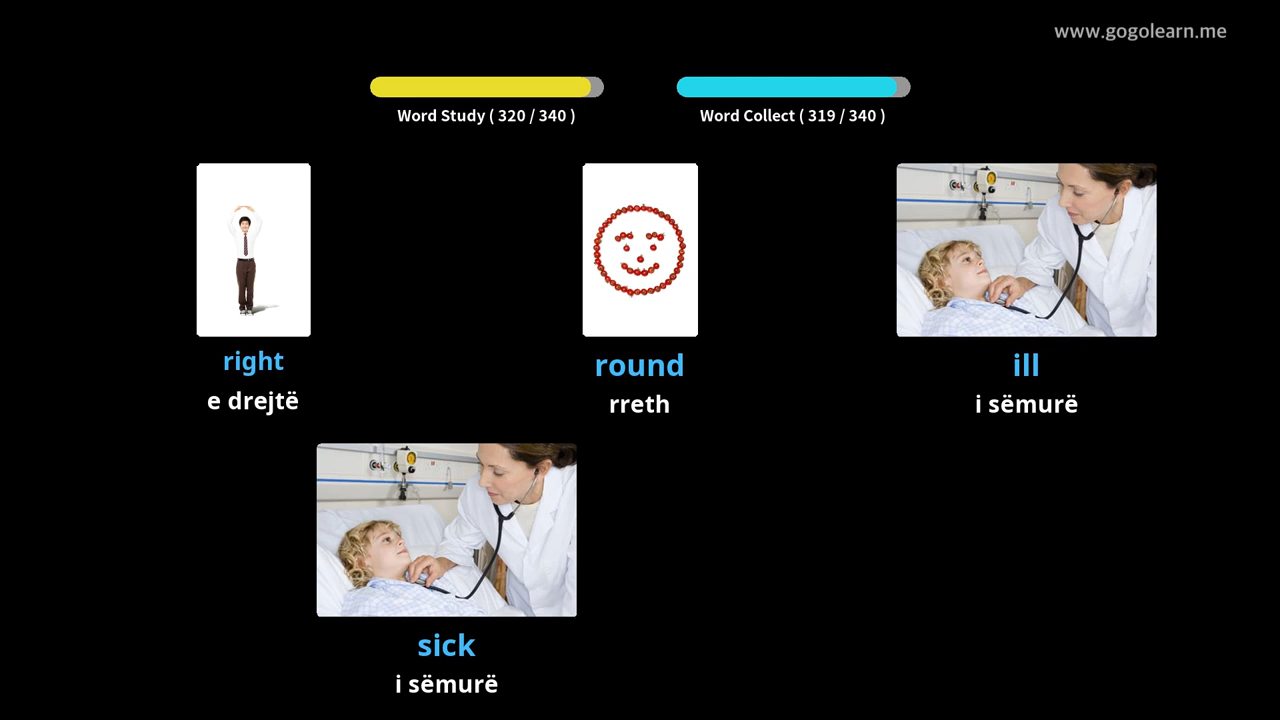 www.gogolearn.me
Word Study ( 320 / 340 )
Word Collect ( 319 / 340 )
right
e drejtë
round
rreth
ill
i sëmurë
sick
i sëmurë